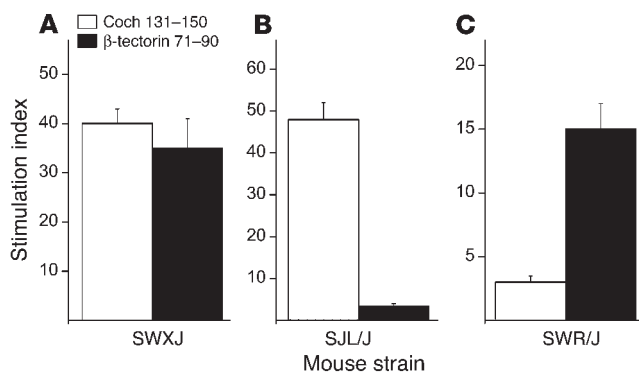 A
Coch 131–150
β-tectorin 71–90
B
C
Stimulation index
50
40
30
20
10
60
50
40
30
20
10
20
15
10
5
SWXJ
SJL/J
SWR/J
Mouse strain